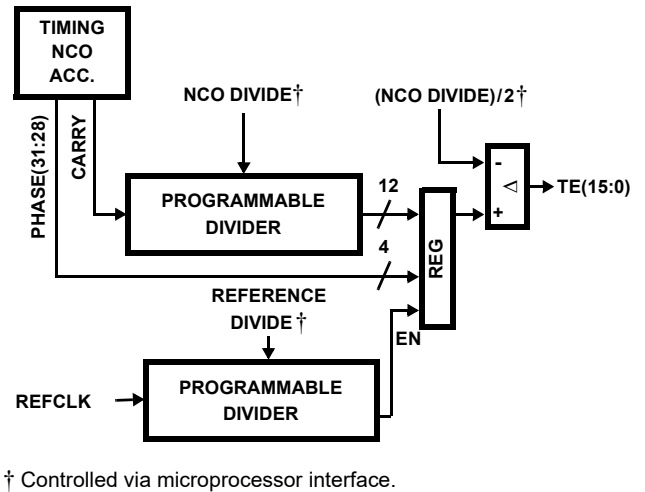 TIMING
NCO
ACC.
NCO DIVIDE†
(NCO DIVIDE)/2†
PHASE(31:28)
CARRY
PROGRAMMABLE
DIVIDER
12
4
REG
-
+
TE(15:0)
REFERENCE
DIVIDE†
EN
REFCLK
PROGRAMMABLE
DIVIDER
† Controlled via microprocessor interface.